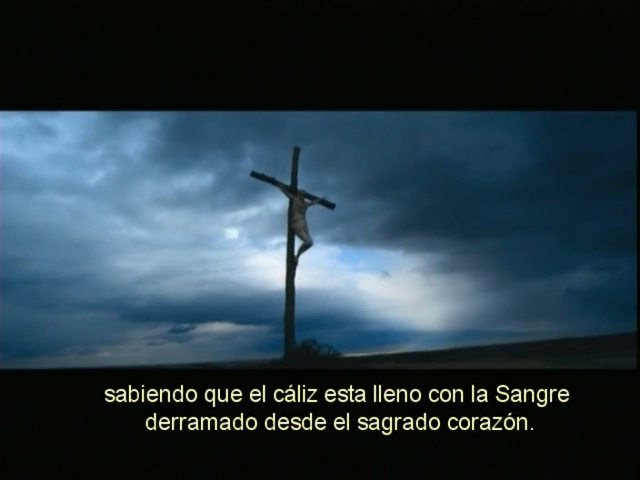 sabiendo que el cáliz esta lleno con la Sangre
derramado desde el sagrado corazón.